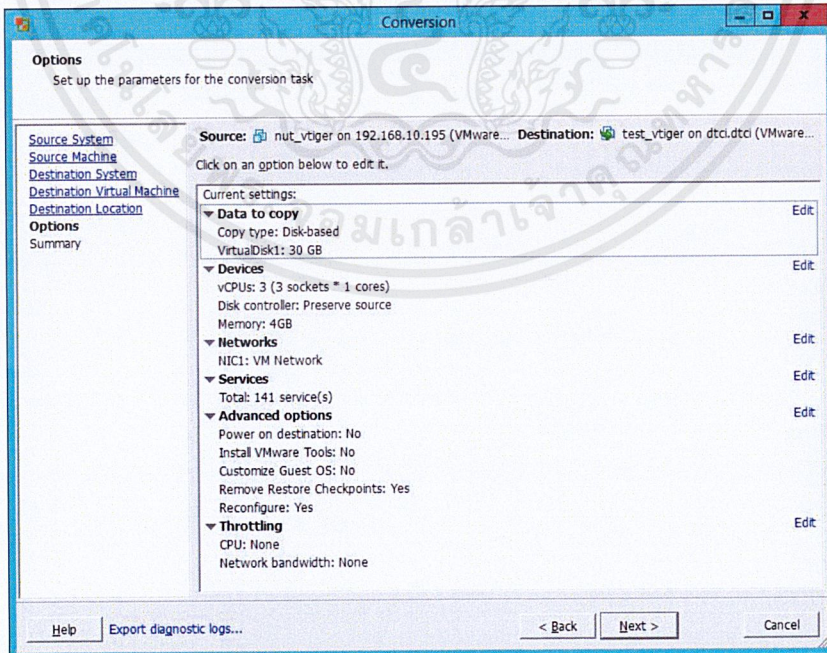 Conversion
Options
Set up the parameters for the conversion task
Source System
Source Machine
Destination System
Destination Virtual Machine
Destination Location
Options
Summary
Source: nut_vtiger on 192.168.10.195 (VMware... Destination: test_vtiger on dtci.dtci (VMware...
Click on an option below to edit it.
Current settings:
Data to copy Edit
Copy type: Disk-based
VirtualDisk1: 30 GB
Devices Edit
vCPUs: 3 (3 sockets * 1 cores)
Disk controller: Preserve source
Memory: 4GB
Networks Edit
NIC1: VM Network
Services Edit
Total: 141 service(s)
Advanced options Edit
Power on destination: No
Install VMware Tools: No
Customize Guest OS: No
Remove Restore Checkpoints: Yes
Reconfigure: Yes
Throttling Edit
CPU: None
Network bandwidth: None
Help Export diagnostic logs... < Back Next > Cancel